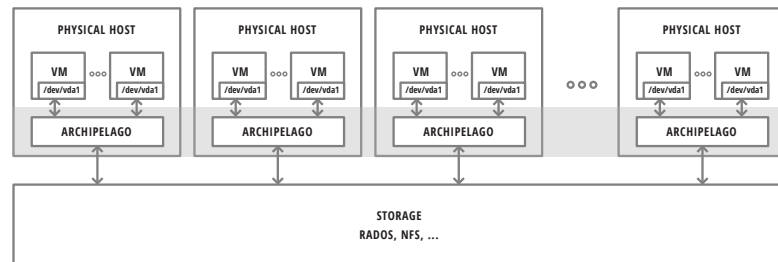 PHYSICAL HOST
VM
VM
/dev/vda1
/dev/vda1
ARCHIPELAGO
PHYSICAL HOST
VM
VM
/dev/vda1
/dev/vda1
ARCHIPELAGO
PHYSICAL HOST
VM
VM
/dev/vda1
/dev/vda1
ARCHIPELAGO
PHYSICAL HOST
VM
VM
/dev/vda1
/dev/vda1
ARCHIPELAGO
STORAGE
RADOS, NFS, ...